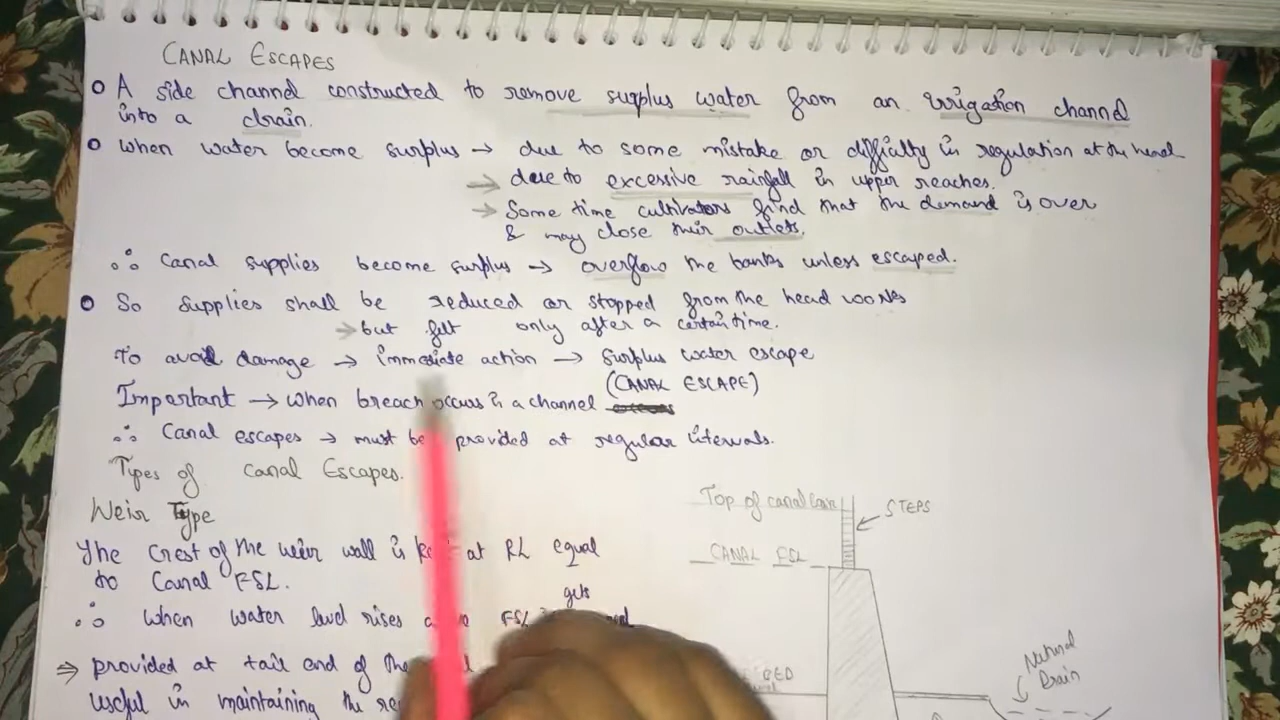 CANAL ESCAPES
A side channel constructed to remove surplus water from an irrigation channel
into a drain.
When water become surplus → due to some mistake or difficulty in regulation at the head
→ due to excessive rainfall in upper reaches.
→ Some time cultivators find that the demand is over
& may close their outlets.
∴ Canal supplies become surplus → overflow the banks unless escaped.
So supplies shall be reduced or stopped from the head works
→ but felt only after a certain time.
To avoid damage → immediate action → surplus water escape
(CANAL ESCAPE)
Important → when breach occurs in a channel
∴ Canal escapes → must be provided at regular intervals.
Types of Canal Escapes.
Weir Type
The crest of the weir wall is at RL equal
to Canal FSL.
gets
∴ when water level rises FSL
⇒ provided at tail end of the
useful in maintaining the
Top of canal bank
STEPS
CANAL FSL
BED
Natural
Drain